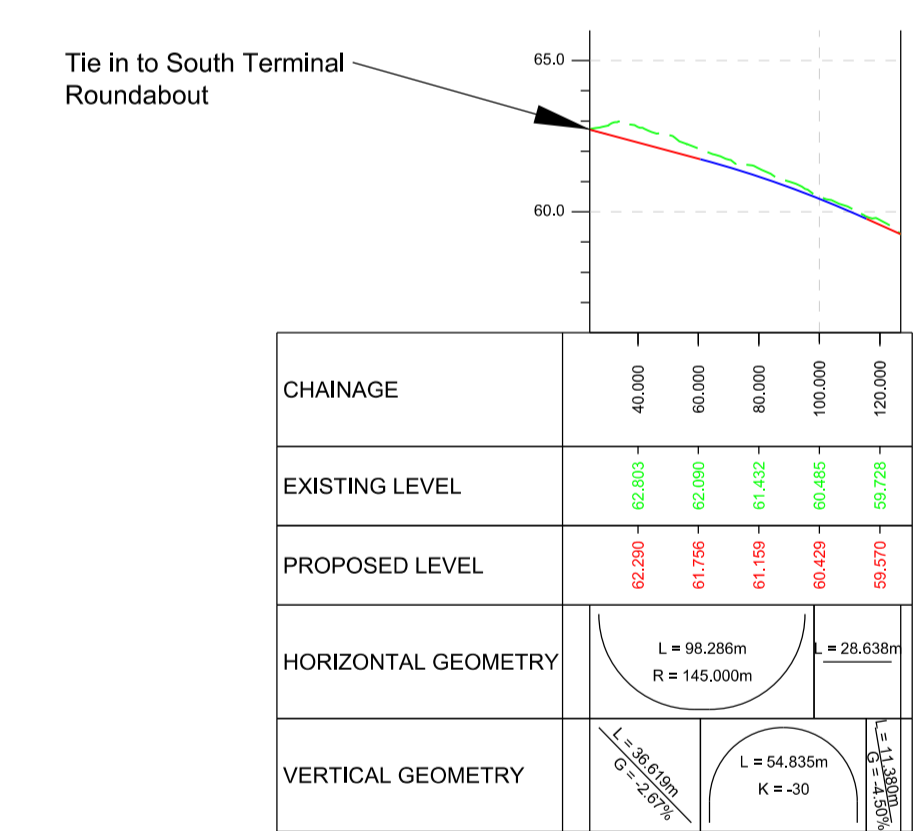 Tie in to South Terminal
Roundabout
65.0
60.0
CHAINAGE
40.000
60.000
80.000
100.000
120.000
EXISTING LEVEL
62.803
62.090
61.432
60.485
59.728
PROPOSED LEVEL
62.290
61.756
61.159
60.429
59.570
HORIZONTAL GEOMETRY
L = 98.286m
R = 145.000m
L = 28.638m
VERTICAL GEOMETRY
L = 36.619m
G = -2.67%
L = 54.835m
K = -30
L = 11.380m
G = -4.50%